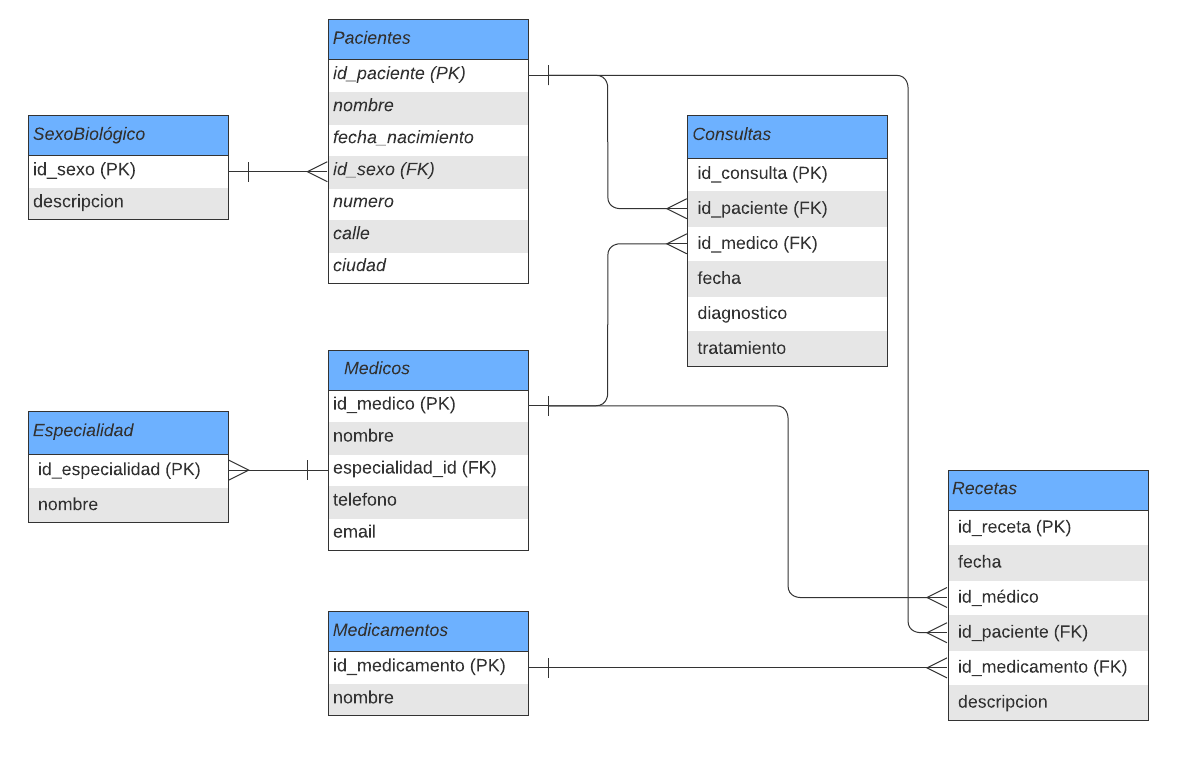 Pacientes
id_paciente (PK)
nombre
fecha_nacimiento
id_sexo (FK)
numero
calle
ciudad
SexoBiológico
id_sexo (PK)
descripcion
Consultas
id_consulta (PK)
id_paciente (FK)
id_medico (FK)
fecha
diagnostico
tratamiento
Medicos
id_medico (PK)
nombre
especialidad_id (FK)
telefono
email
Especialidad
id_especialidad (PK)
nombre
Recetas
id_receta (PK)
fecha
id_médico
id_paciente (FK)
id_medicamento (FK)
descripcion
Medicamentos
id_medicamento (PK)
nombre